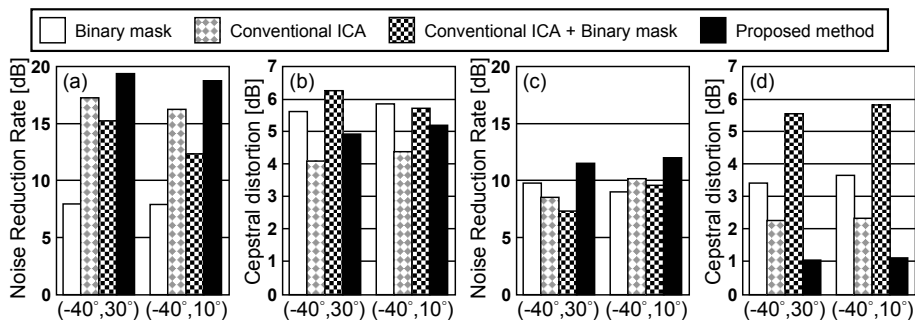 Binary mask
Conventional ICA
Conventional ICA + Binary mask
Proposed method
(a)
Noise Reduction Rate [dB]
20
15
10
5
0
(-40°,30°)
(-40°,10°)
(b)
Cepstral distortion [dB]
7
6
5
4
3
2
1
0
(-40°,30°)
(-40°,10°)
(c)
Noise Reduction Rate [dB]
20
15
10
5
0
(-40°,30°)
(-40°,10°)
(d)
Cepstral distortion [dB]
7
6
5
4
3
2
1
0
(-40°,30°)
(-40°,10°)